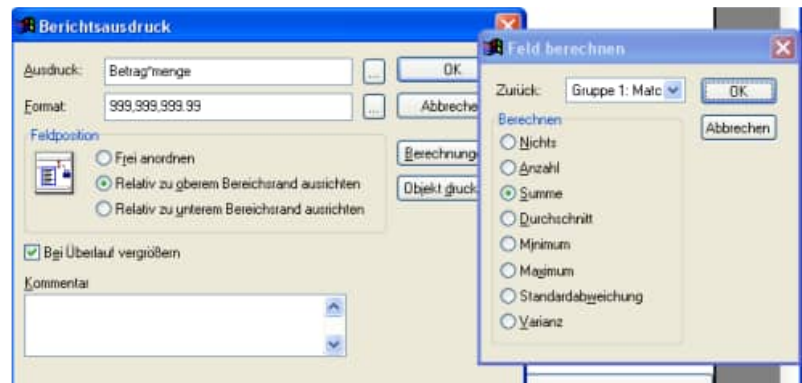 Berichtsausdruck
Ausdruck: Betrag*menge ... OK
Format: 999,999,999.99 ... Abbreche
Feldposition
Frei anordnen
Relativ zu oberem Bereichsrand ausrichten
Relativ zu unterem Bereichsrand ausrichten
Berechnung
Objekt druck
Bei Überlauf vergrößern
Kommentar
Feld berechnen
Zurück: Gruppe 1: Matc OK
Berechnen Abbrechen
Nichts
Anzahl
Summe
Durchschnitt
Minimum
Maximum
Standardabweichung
Varianz